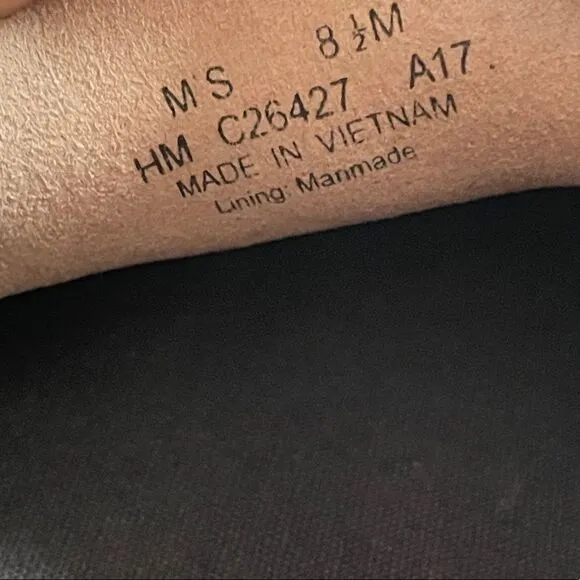 M'S 8 ½ M
HM C26427 A17.
MADE IN VIETNAM
Lining: Manmade